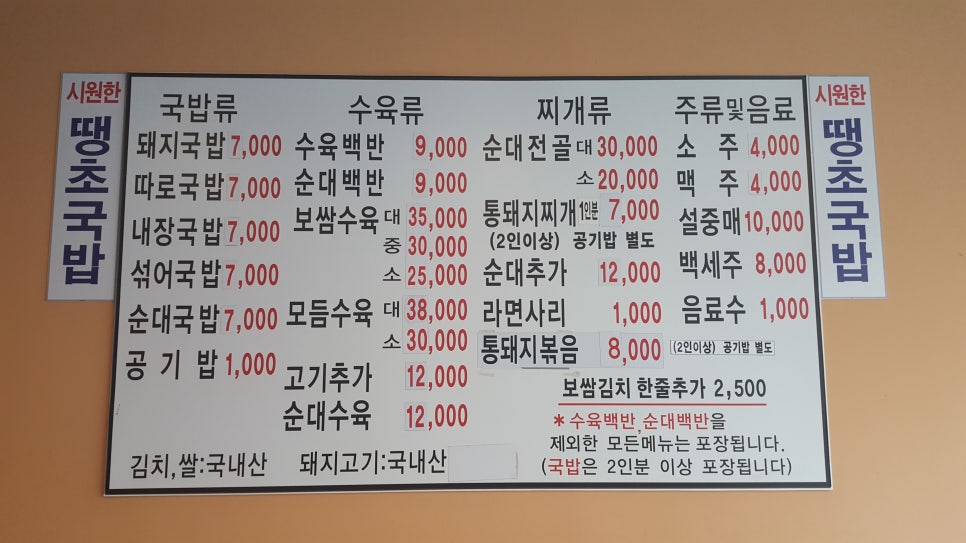 시원한
땡초국밥
국밥류
돼지국밥 7,000
따로국밥 7,000
내장국밥 7,000
섞어국밥 7,000
순대국밥 7,000
공기밥 1,000
수육류
수육백반 9,000
순대백반 9,000
보쌈수육 대 35,000
중 30,000
소 25,000
모듬수육 대 38,000
소 30,000
고기추가 12,000
순대수육 12,000
찌개류
순대전골 대 30,000
소 20,000
통돼지찌개 1인분 7,000
(2인이상) 공기밥 별도
순대추가 12,000
라면사리 1,000
통돼지볶음 8,000 (2인이상) 공기밥 별도
주류및음료
소주 4,000
맥주 4,000
설중매 10,000
백세주 8,000
음료수 1,000
보쌈김치 한줄추가 2,500
*수육백반,순대백반을
제외한 모든메뉴는 포장됩니다.
(국밥은 2인분 이상 포장됩니다)
김치,쌀:국내산 돼지고기:국내산
시원한
땡초국밥